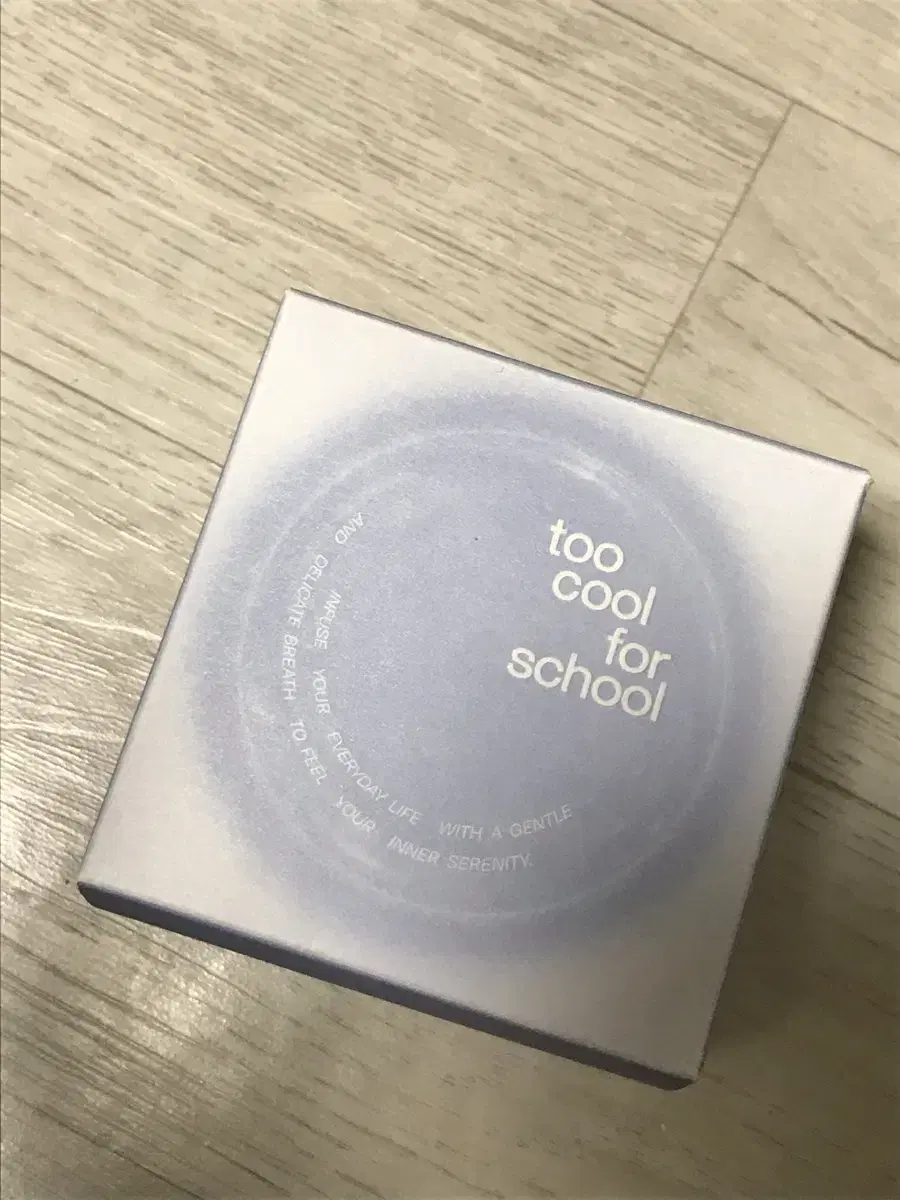 too
cool
for
school
INFUSE YOUR EVERYDAY LIFE WITH A GENTLE
AND DELICATE BREATH TO FEEL YOUR INNER SERENITY.